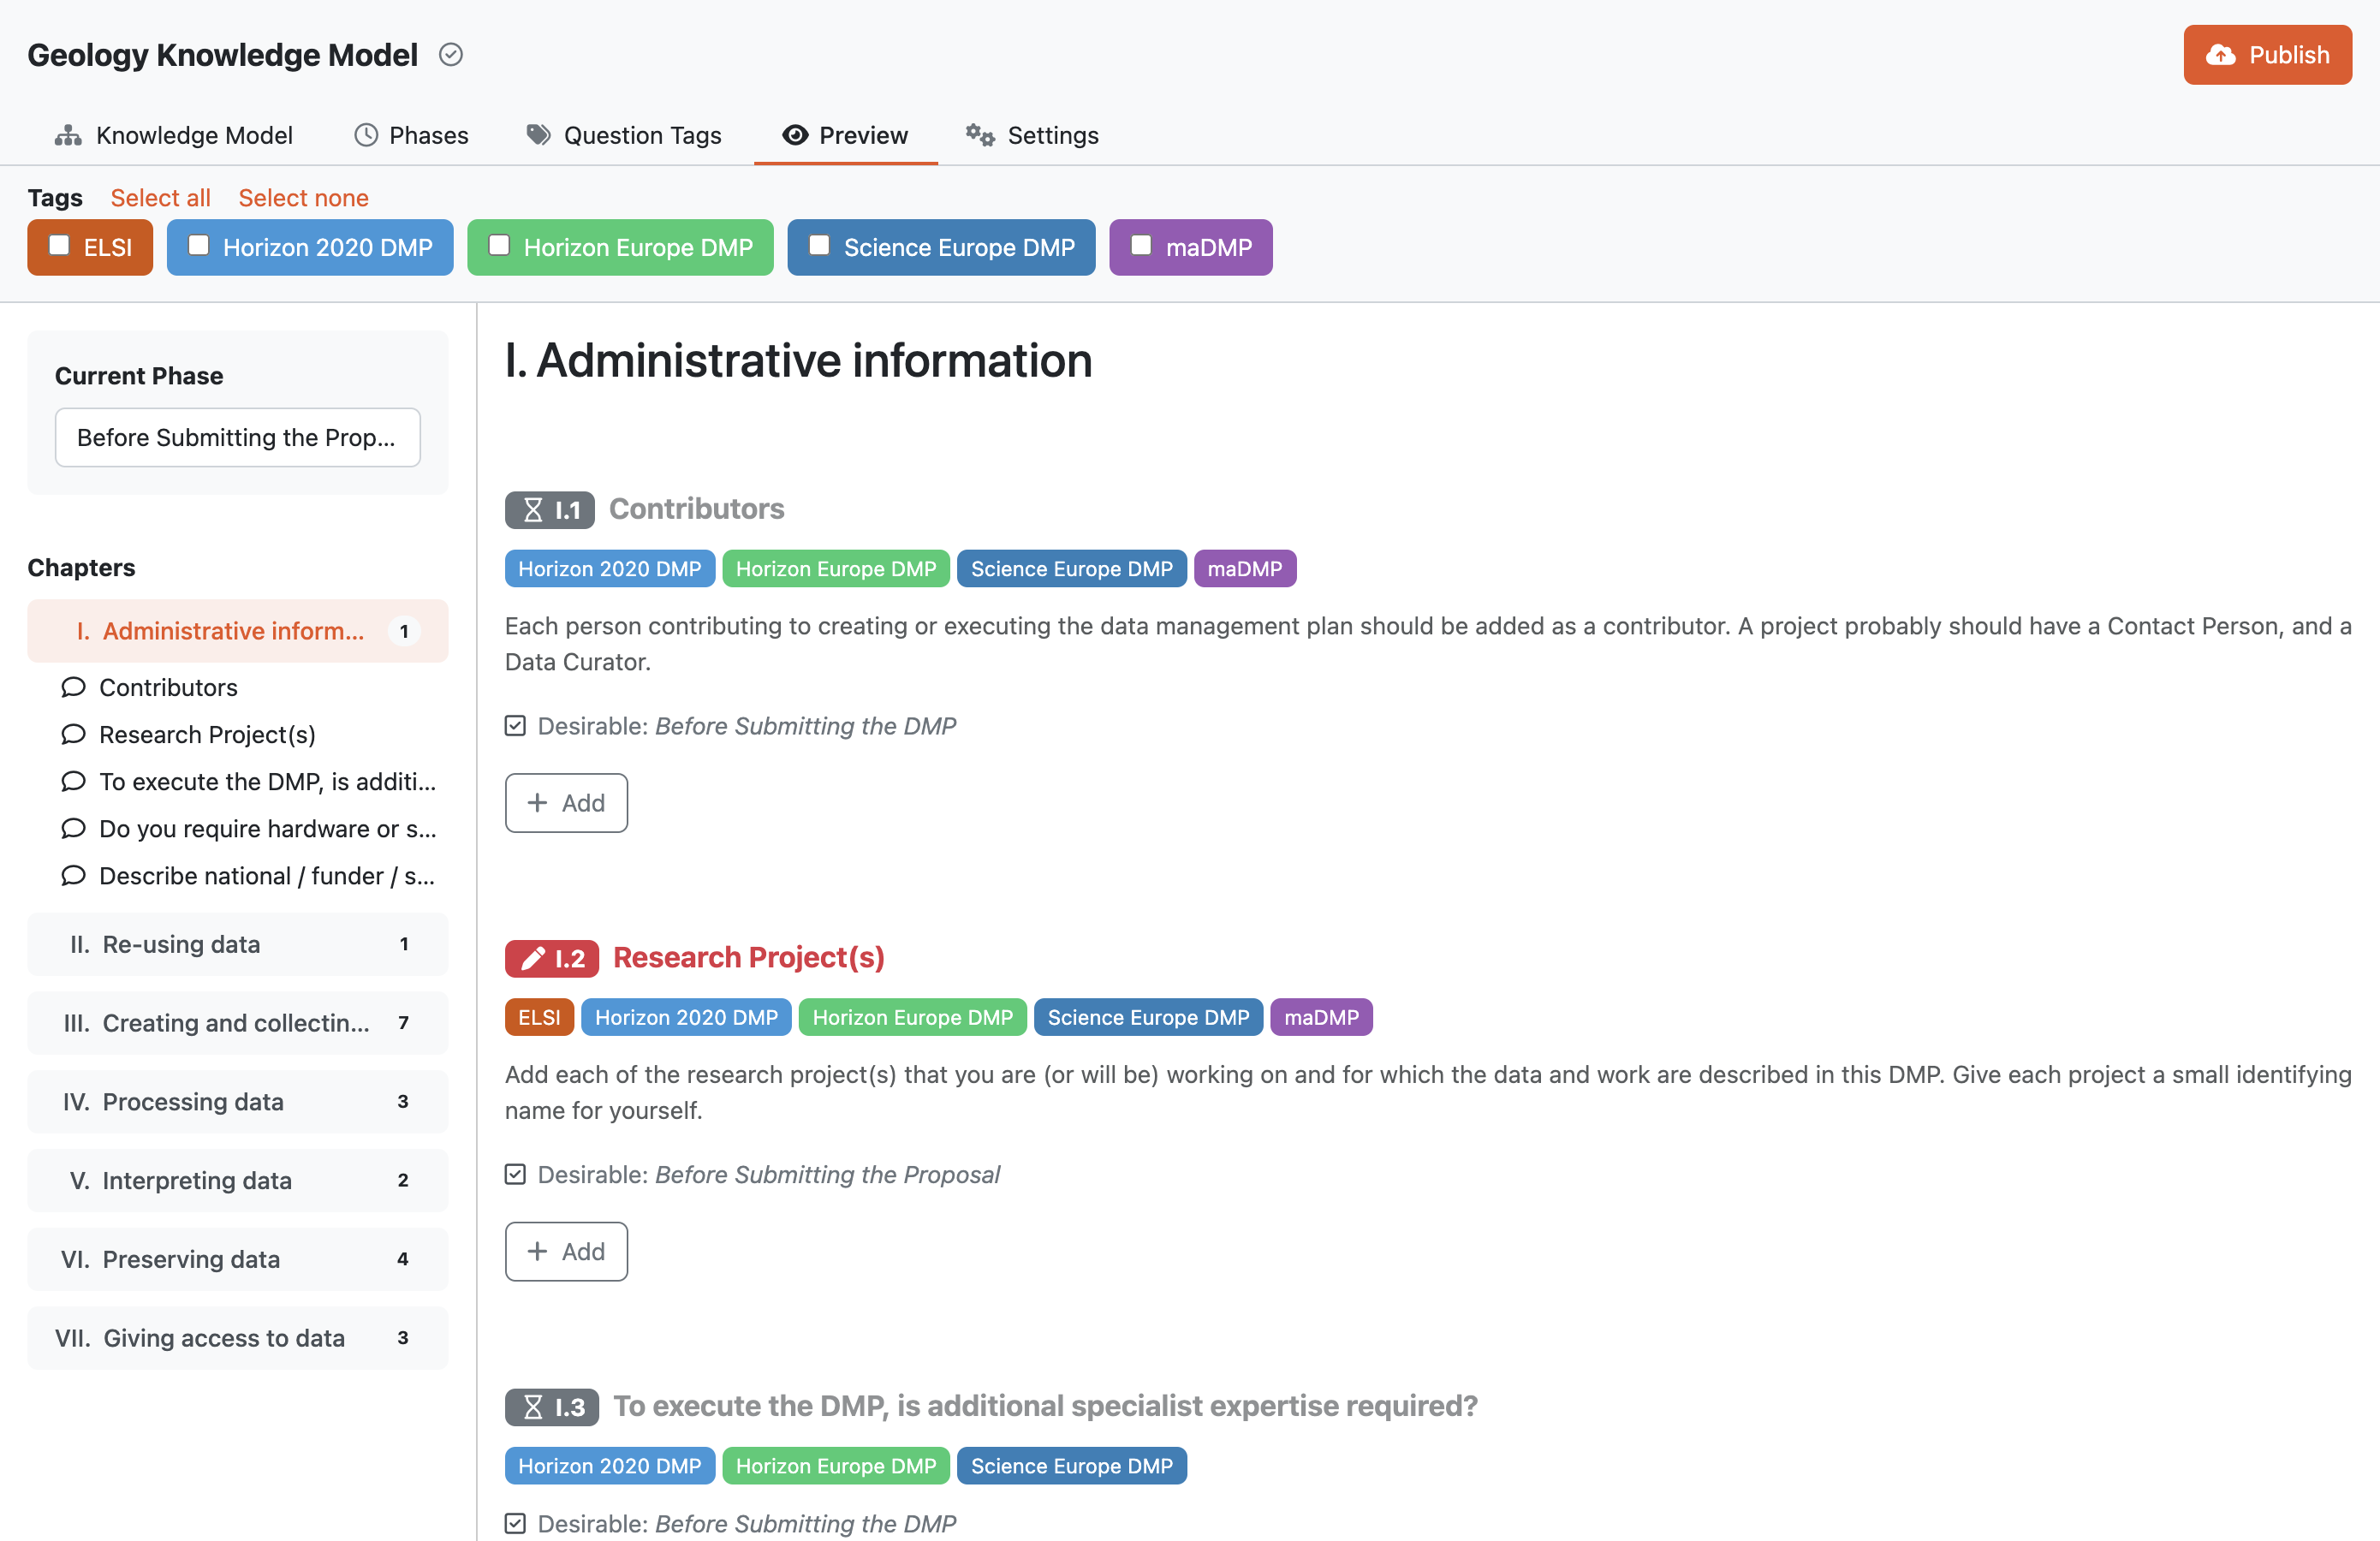 Geology Knowledge Model
Publish
Knowledge Model
Phases
Question Tags
Preview
Settings
Tags Select all Select none
ELSI
Horizon 2020 DMP
Horizon Europe DMP
Science Europe DMP
maDMP
Current Phase
Before Submitting the Prop...
Chapters
I. Administrative inform... 1
Contributors
Research Project(s)
To execute the DMP, is additi...
Do you require hardware or s...
Describe national / funder / s...
II. Re-using data 1
III. Creating and collectin... 7
IV. Processing data 3
V. Interpreting data 2
VI. Preserving data 4
VII. Giving access to data 3
I. Administrative information
I.1 Contributors
Horizon 2020 DMP Horizon Europe DMP Science Europe DMP maDMP
Each person contributing to creating or executing the data management plan should be added as a contributor. A project probably should have a Contact Person, and a
Data Curator.
Desirable: Before Submitting the DMP
Add
I.2 Research Project(s)
ELSI Horizon 2020 DMP Horizon Europe DMP Science Europe DMP maDMP
Add each of the research project(s) that you are (or will be) working on and for which the data and work are described in this DMP. Give each project a small identifying
name for yourself.
Desirable: Before Submitting the Proposal
Add
I.3 To execute the DMP, is additional specialist expertise required?
Horizon 2020 DMP Horizon Europe DMP Science Europe DMP
Desirable: Before Submitting the DMP